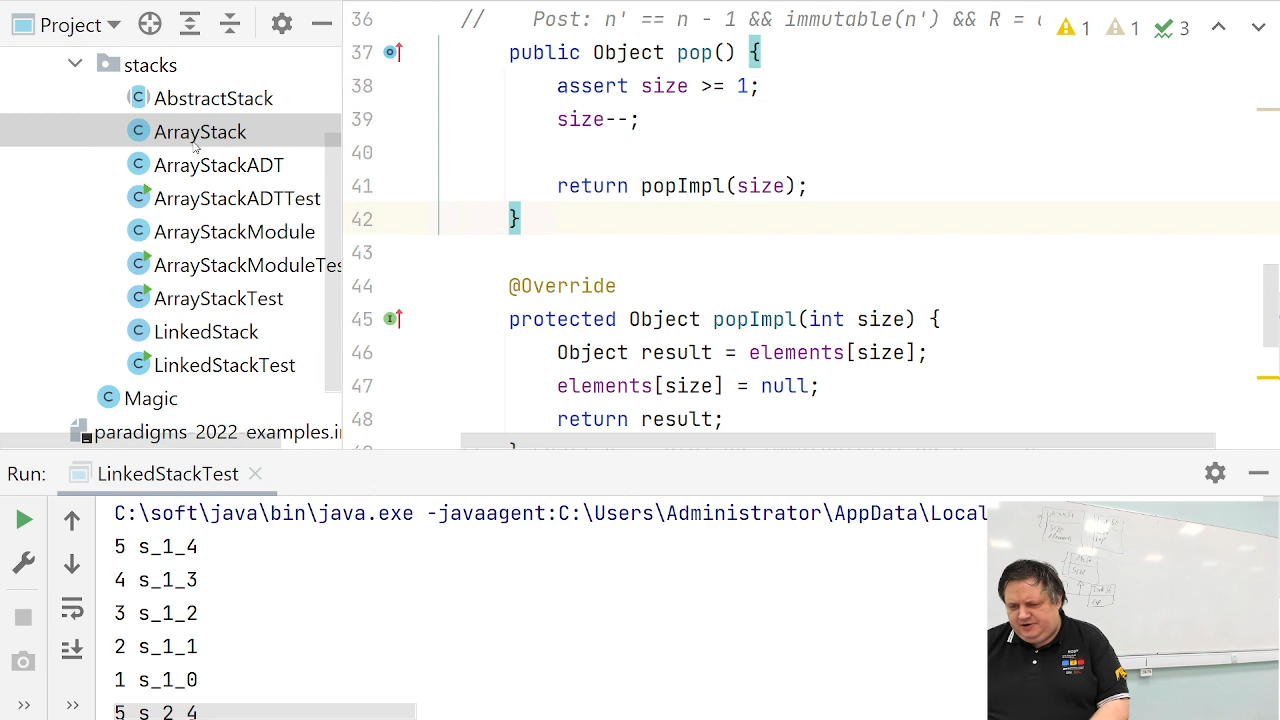 Project
stacks
AbstractStack
ArrayStack
ArrayStackADT
ArrayStackADTTest
ArrayStackModule
ArrayStackModuleTes
ArrayStackTest
LinkedStack
LinkedStackTest
Magic
paradigms-2022 examples.in
1 1 3
36 // Post: n' == n - 1 && immutable(n') && R =
37 public Object pop() {
38 assert size >= 1;
39 size--;
40
41 return popImpl(size);
42 }
43
44 @Override
45 protected Object popImpl(int size) {
46 Object result = elements[size];
47 elements[size] = null;
48 return result;
Run: LinkedStackTest
C:\soft\java\bin\java.exe -javaagent:C:\Users\Administrator\AppData\Local
5 s_1_4
4 s_1_3
3 s_1_2
2 s_1_1
1 s_1_0
5 s_2_4